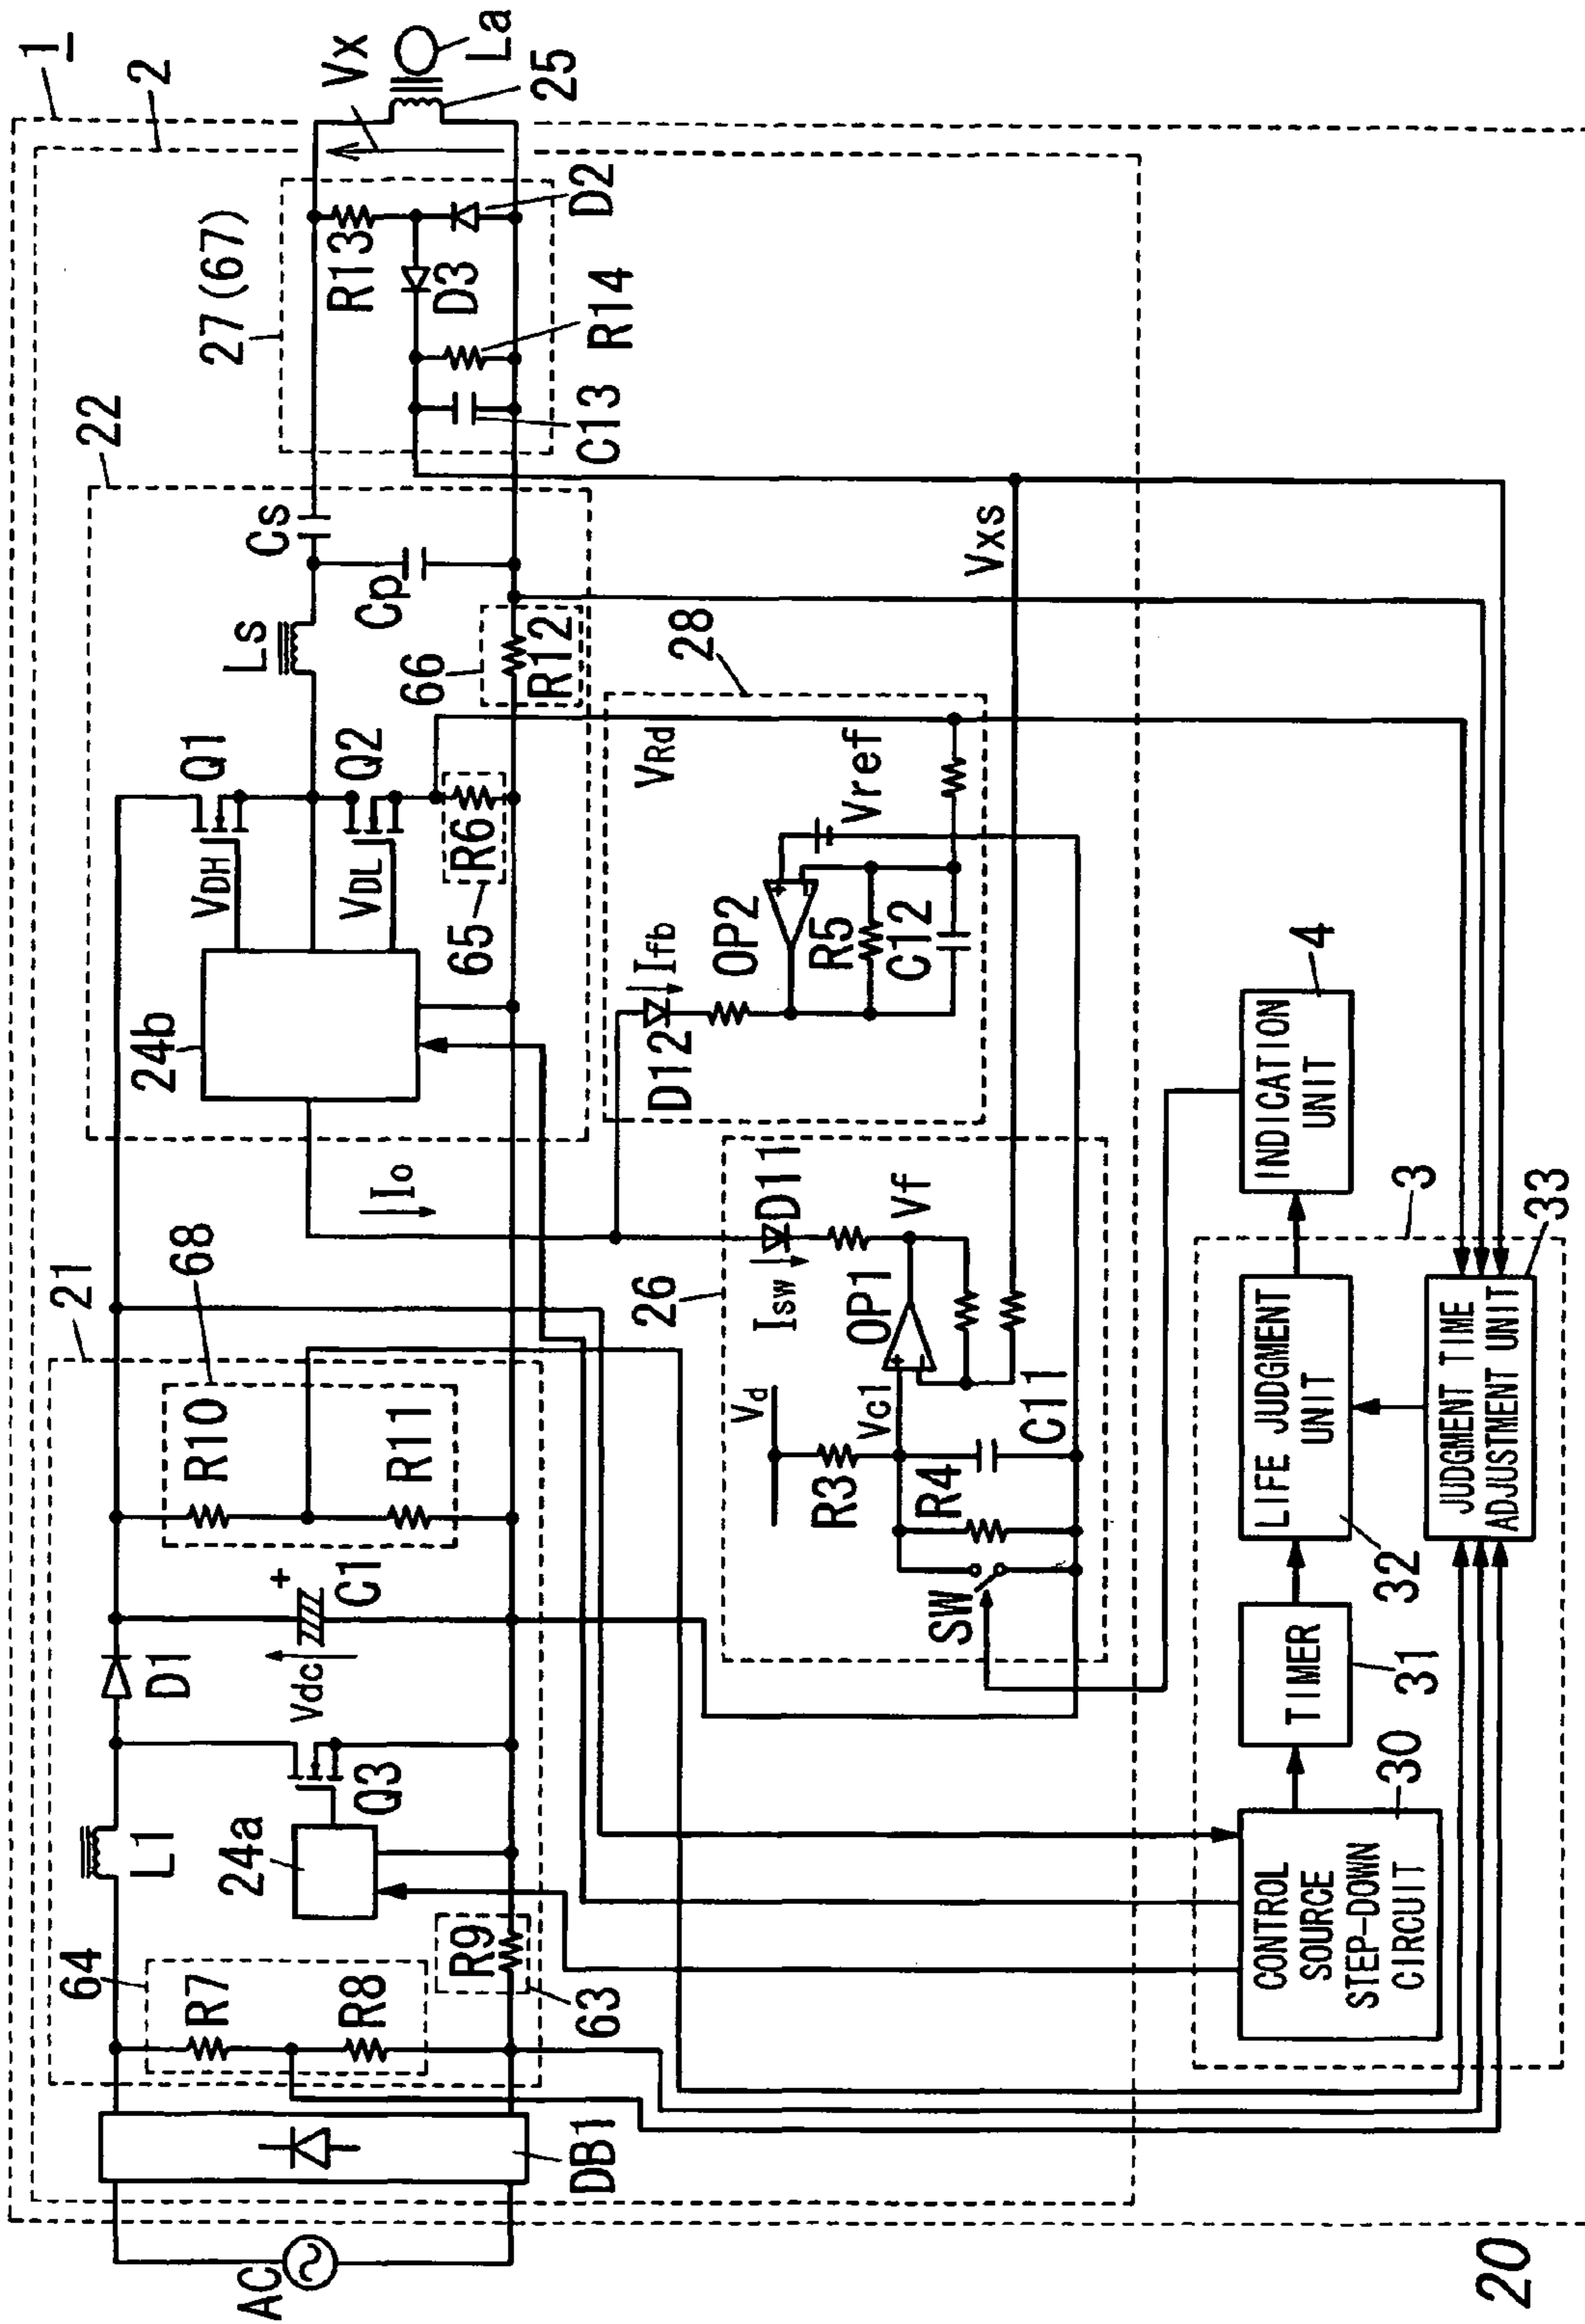 1
2
22
27(67)
Vx
La
25
D2
R13
D3
R14
C13
Cs
Cp
Ls
66
R12
28
VXS
Q1
Q2
VDH
VDL
R6
65
24b
VRd
Vref
OP2
R5
C12
Ifb
D12
Io
21
68
R10
R11
C1
+
Vdc
D1
L1
Q3
24a
64
R7
R8
R9
63
DB1
AC
26
D11
Isw
Vf
OP1
Vd
Vc1
R3
R4
C11
SW
4
INDICATION
UNIT
3
33
LIFE JUDGMENT
UNIT
32
JUDGMENT TIME
ADJUSTMENT UNIT
TIMER
31
30
CONTROL
SOURCE
STEP-DOWN
CIRCUIT
20